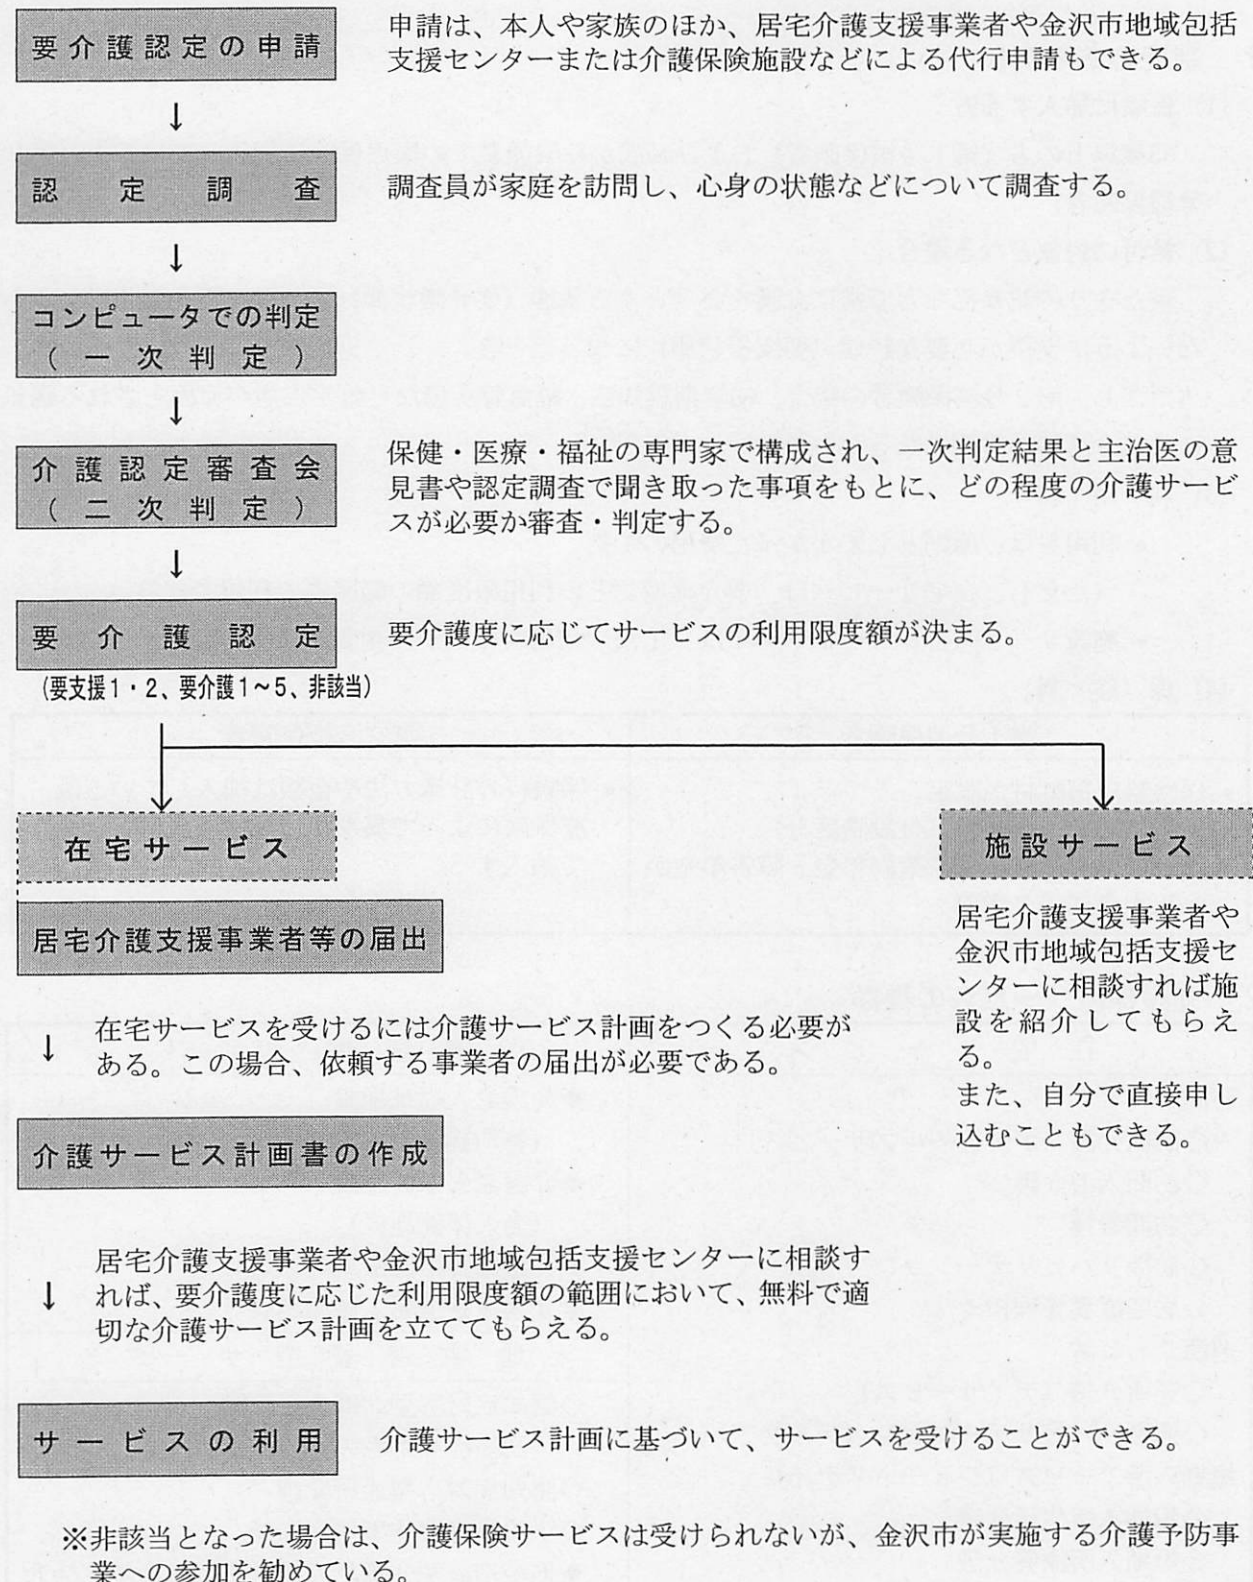 要介護認定の申請
申請は、本人や家族のほか、居宅介護支援事業者や金沢市地域包括
支援センターまたは介護保険施設などによる代行申請もできる。
↓
認定調査
調査員が家庭を訪問し、心身の状態などについて調査する。
↓
コンピュータでの判定
(一次判定)
↓
介護認定審査会
(二次判定)
保健・医療・福祉の専門家で構成され、一次判定結果と主治医の意
見書や認定調査で聞き取った事項をもとに、どの程度の介護サービ
スが必要か審査・判定する。
↓
要介護認定
要介護度に応じてサービスの利用限度額が決まる。
(要支援1・2、要介護1~5、非該当)
在宅サービス
居宅介護支援事業者等の届出
↓
在宅サービスを受けるには介護サービス計画をつくる必要が
ある。この場合、依頼する事業者の届出が必要である。
介護サービス計画書の作成
↓
居宅介護支援事業者や金沢市地域包括支援センターに相談す
れば、要介護度に応じた利用限度額の範囲において、無料で適
切な介護サービス計画を立ててもらえる。
サービスの利用
介護サービス計画に基づいて、サービスを受けることができる。
施設サービス
居宅介護支援事業者や
金沢市地域包括支援セ
ンターに相談すれば施
設を紹介してもらえ
る。
また、自分で直接申し
込むこともできる。
※非該当となった場合は、介護保険サービスは受けられないが、金沢市が実施する介護予防事
業への参加を勧めている。